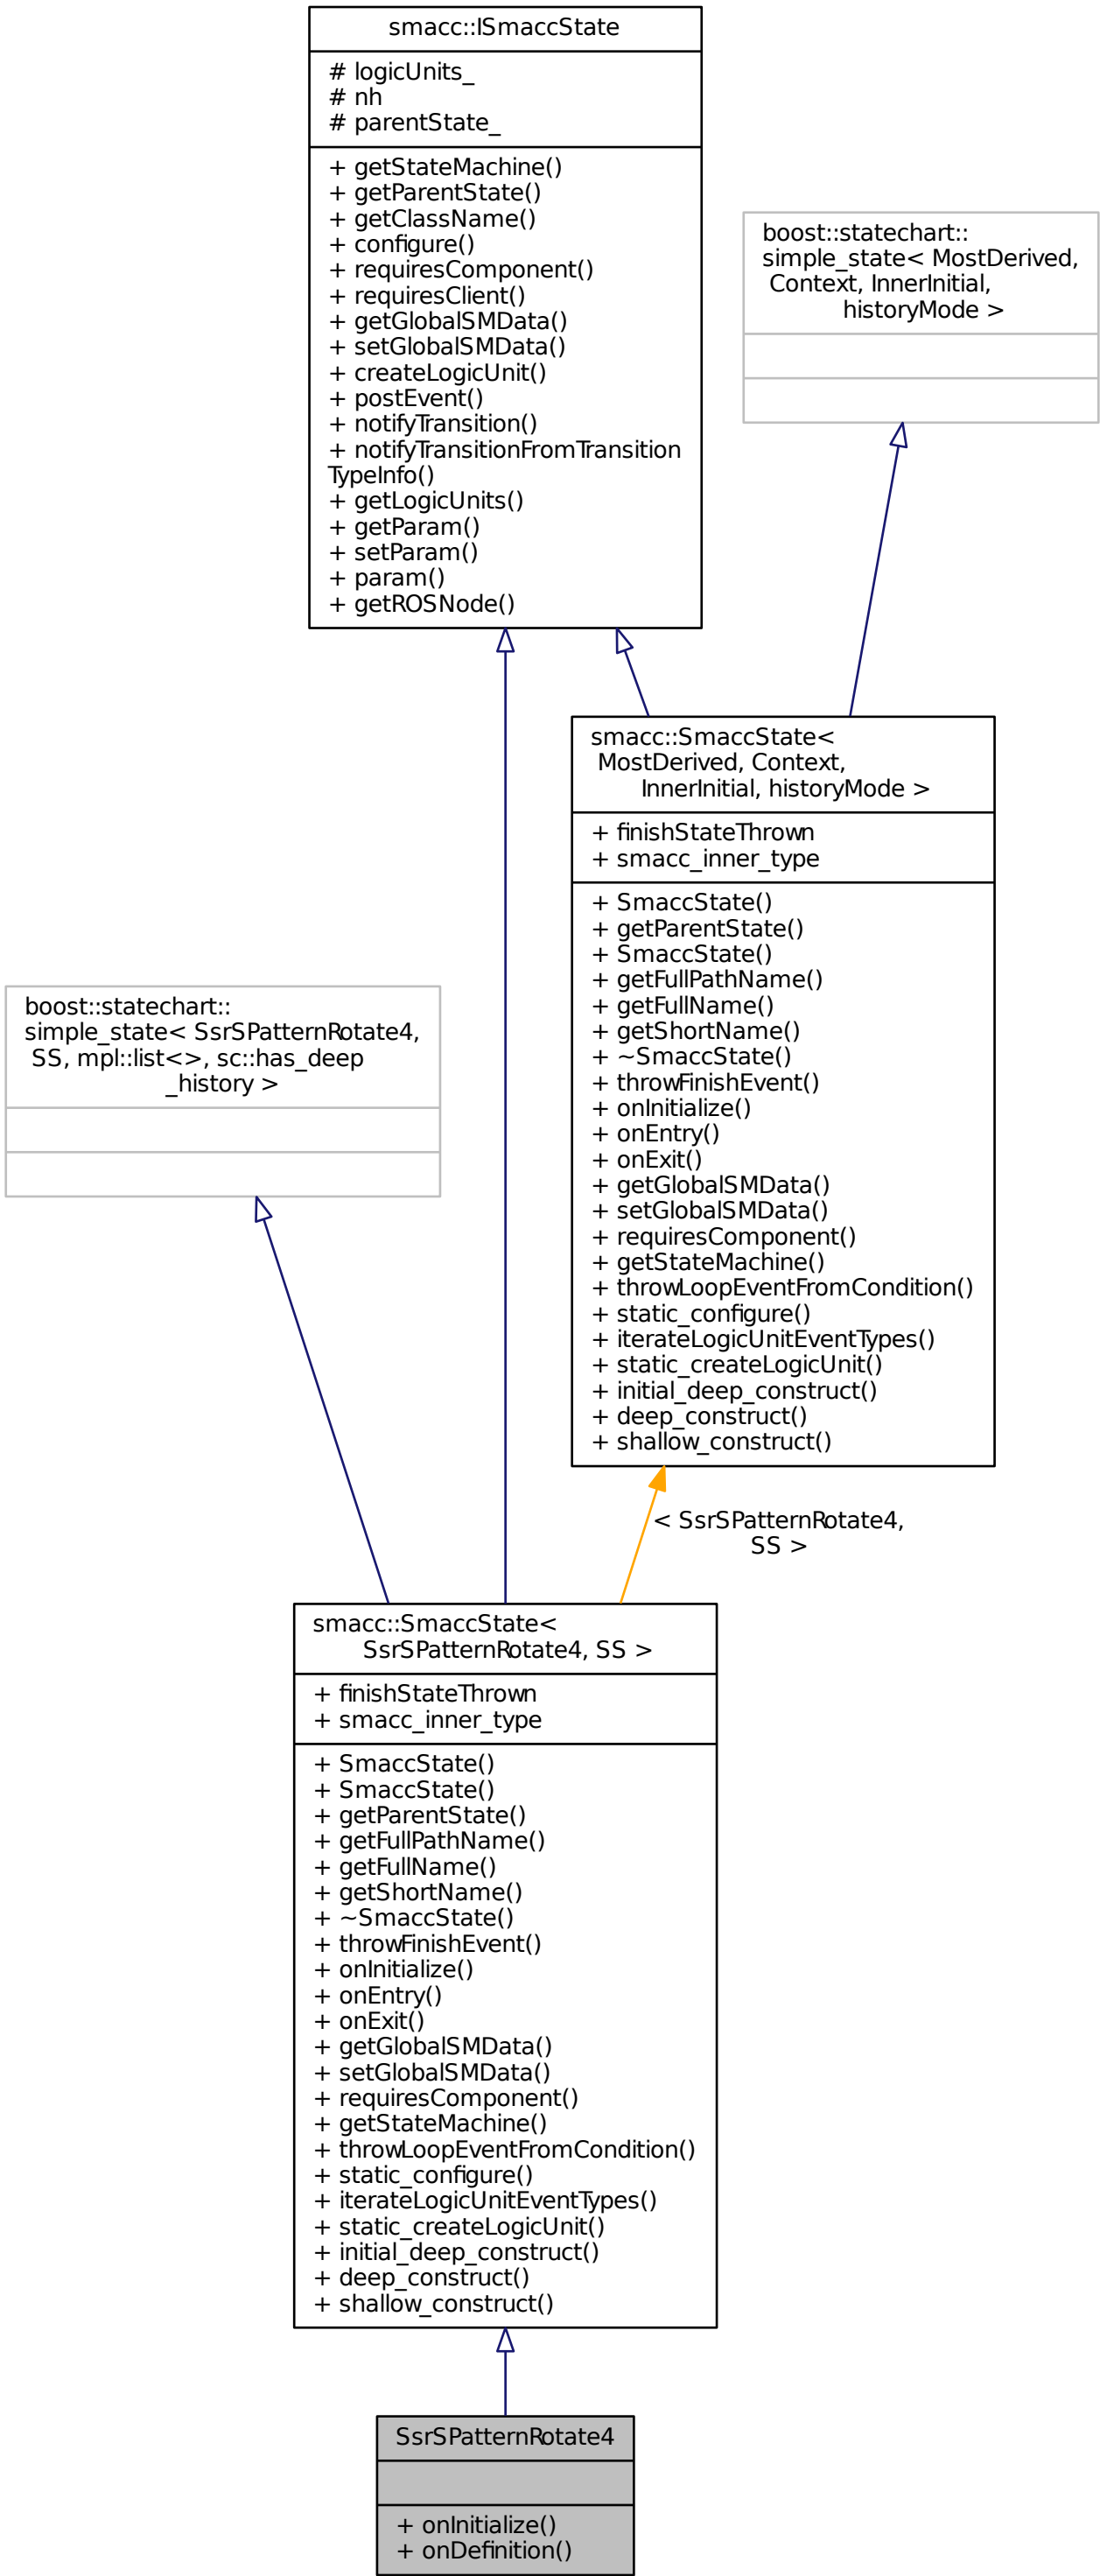 smacc::ISmaccState
# logicUnits_
# nh
# parentState_
+ getStateMachine()
+ getParentState()
+ getClassName()
+ configure()
+ requiresComponent()
+ requiresClient()
+ getGlobalSMData()
+ setGlobalSMData()
+ createLogicUnit()
+ postEvent()
+ notifyTransition()
+ notifyTransitionFromTransition
TypeInfo()
+ getLogicUnits()
+ getParam()
+ setParam()
+ param()
+ getROSNode()
boost::statechart::
simple_state< MostDerived,
Context, InnerInitial,
historyMode >
smacc::SmaccState<
MostDerived, Context,
InnerInitial, historyMode >
+ finishStateThrown
+ smacc_inner_type
+ SmaccState()
+ getParentState()
+ SmaccState()
+ getFullPathName()
+ getFullName()
+ getShortName()
+ ~SmaccState()
+ throwFinishEvent()
+ onInitialize()
+ onEntry()
+ onExit()
+ getGlobalSMData()
+ setGlobalSMData()
+ requiresComponent()
+ getStateMachine()
+ throwLoopEventFromCondition()
+ static_configure()
+ iterateLogicUnitEventTypes()
+ static_createLogicUnit()
+ initial_deep_construct()
+ deep_construct()
+ shallow_construct()
boost::statechart::
simple_state< SsrSPatternRotate4,
SS, mpl::list<>, sc::has_deep
_history >
< SsrSPatternRotate4,
SS >
smacc::SmaccState<
SsrSPatternRotate4, SS >
+ finishStateThrown
+ smacc_inner_type
+ SmaccState()
+ SmaccState()
+ getParentState()
+ getFullPathName()
+ getFullName()
+ getShortName()
+ ~SmaccState()
+ throwFinishEvent()
+ onInitialize()
+ onEntry()
+ onExit()
+ getGlobalSMData()
+ setGlobalSMData()
+ requiresComponent()
+ getStateMachine()
+ throwLoopEventFromCondition()
+ static_configure()
+ iterateLogicUnitEventTypes()
+ static_createLogicUnit()
+ initial_deep_construct()
+ deep_construct()
+ shallow_construct()
SsrSPatternRotate4
+ onInitialize()
+ onDefinition()